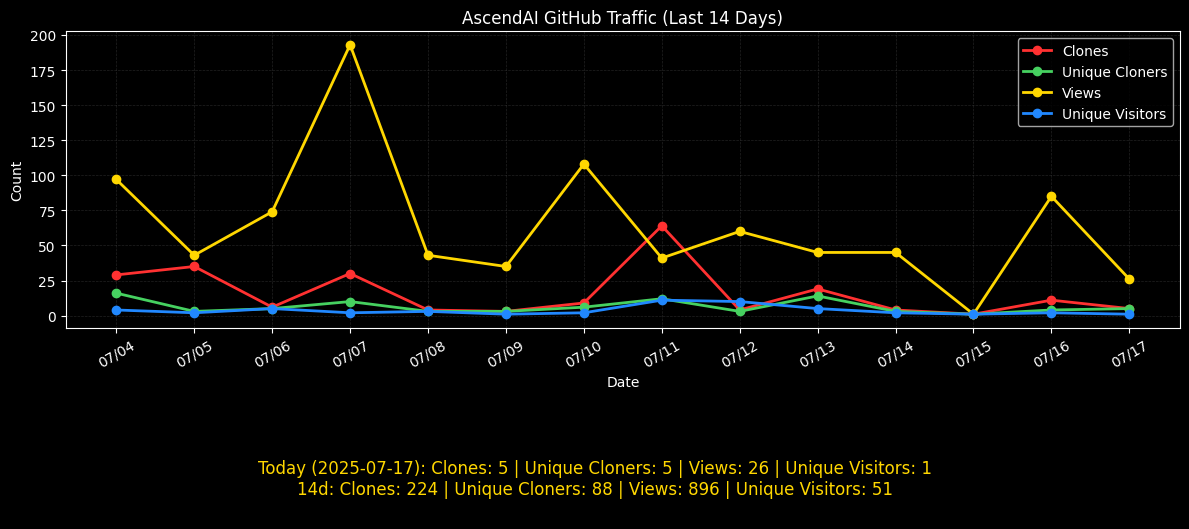 AscendAI GitHub Traffic (Last 14 Days)
200
175
150
125
100
75
50
25
0
Count
Clones
Unique Cloners
Views
Unique Visitors
07/04
07/05
07/06
07/07
07/08
07/09
07/10
07/11
07/12
07/13
07/14
07/15
07/16
07/17
Date
Today (2025-07-17): Clones: 5 | Unique Cloners: 5 | Views: 26 | Unique Visitors: 1
14d: Clones: 224 | Unique Cloners: 88 | Views: 896 | Unique Visitors: 51